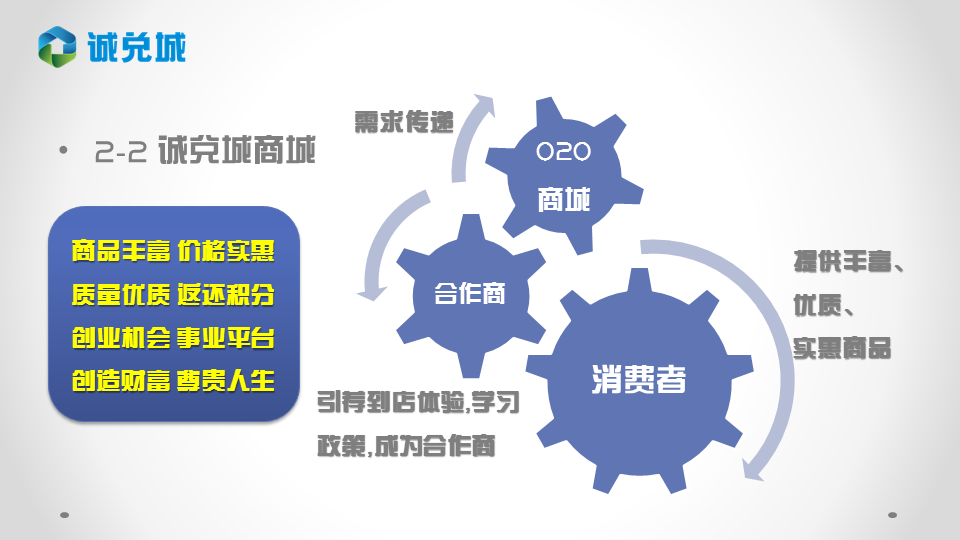 诚兑城
• 2-2 诚兑城商城
商品丰富 价格实惠
质量优质 返还积分
创业机会 事业平台
创造财富 尊贵人生
需求传递
O2O
商城
合作商
消费者
提供丰富、
优质、
实惠商品
引荐到店体验,学习
政策,成为合作商